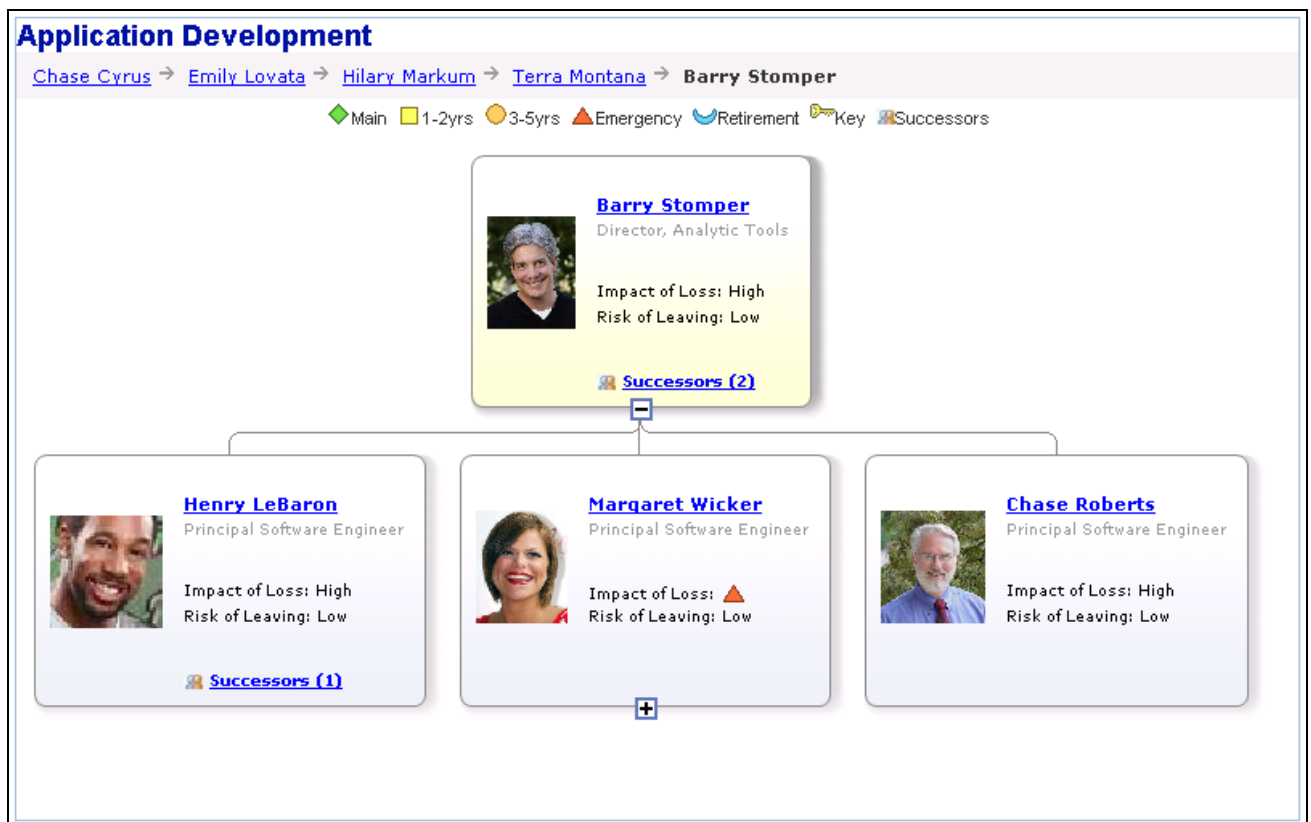 Application Development
Chase Cyrus Emily Lovata Hilary Markum Terra Montana Barry Stomper
Main 1-2yrs 3-5yrs Emergency Retirement Key Successors
Barry Stomper
Director, Analytic Tools
Impact of Loss: High
Risk of Leaving: Low
Successors (2)
Henry LeBaron
Principal Software Engineer
Impact of Loss: High
Risk of Leaving: Low
Successors (1)
Margaret Wicker
Principal Software Engineer
Impact of Loss:
Risk of Leaving: Low
Chase Roberts
Principal Software Engineer
Impact of Loss: High
Risk of Leaving: Low